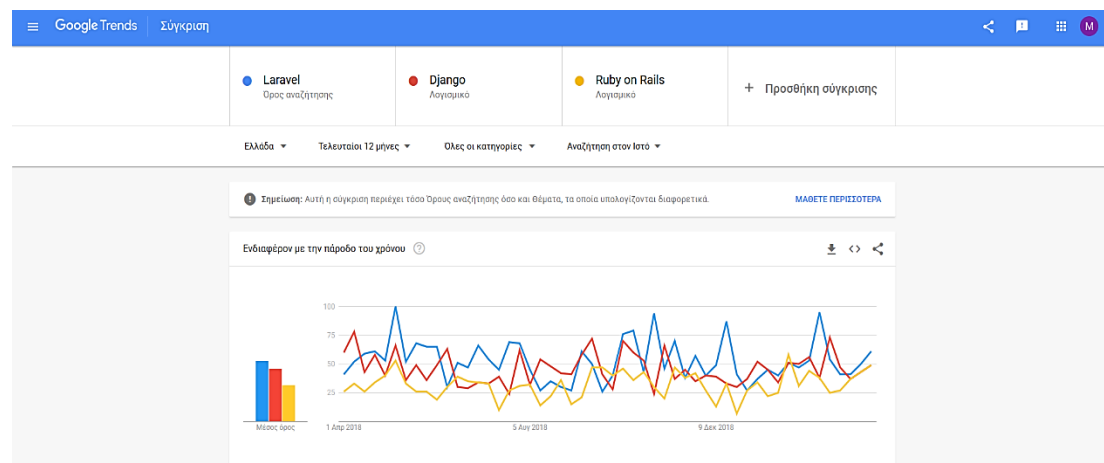 Google Trends Σύγκριση
M
Laravel
Όρος αναζήτησης
Django
Λογισμικό
Ruby on Rails
Λογισμικό
+ Προσθήκη σύγκρισης
Ελλάδα Τελευταίοι 12 μήνες Όλες οι κατηγορίες Αναζήτηση στον Ιστό
Σημείωση: Αυτή η σύγκριση περιέχει τόσο Όρους αναζήτησης όσο και Θέματα, τα οποία υπολογίζονται διαφορετικά. ΜΑΘΕΤΕ ΠΕΡΙΣΣΟΤΕΡΑ
Ενδιαφέρον με την πάροδο του χρόνου
100
75
50
25
Μέσος όρος 1 Απρ 2018 5 Αυγ 2018 9 Δεκ 2018